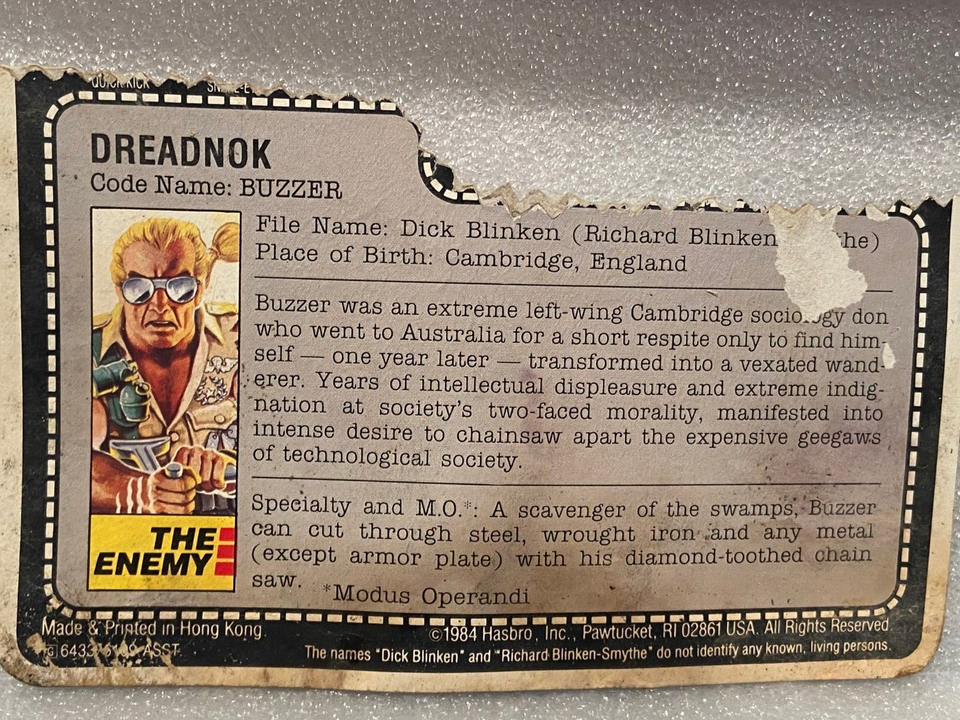 QUICK KICK
DREADNOK
Code Name: BUZZER
File Name: Dick Blinken (Richard Blinken he)
Place of Birth: Cambridge, England
Buzzer was an extreme left-wing Cambridge sociology don
who went to Australia for a short respite only to find him-
self — one year later — transformed into a vexated wand-
erer. Years of intellectual displeasure and extreme indig-
nation at society's two-faced morality, manifested into
intense desire to chainsaw apart the expensive geegaws
of technological society.
THE
ENEMY
Specialty and M.O.*: A scavenger of the swamps, Buzzer
can cut through steel, wrought iron and any metal
(except armor plate) with his diamond-toothed chain
saw.
*Modus Operandi
Made & Printed in Hong Kong.
©1984 Hasbro, Inc., Pawtucket, RI 02861 USA. All Rights Reserved
ASST.
The names "Dick Blinken" and "Richard Blinken-Smythe" do not identify any known, living persons.